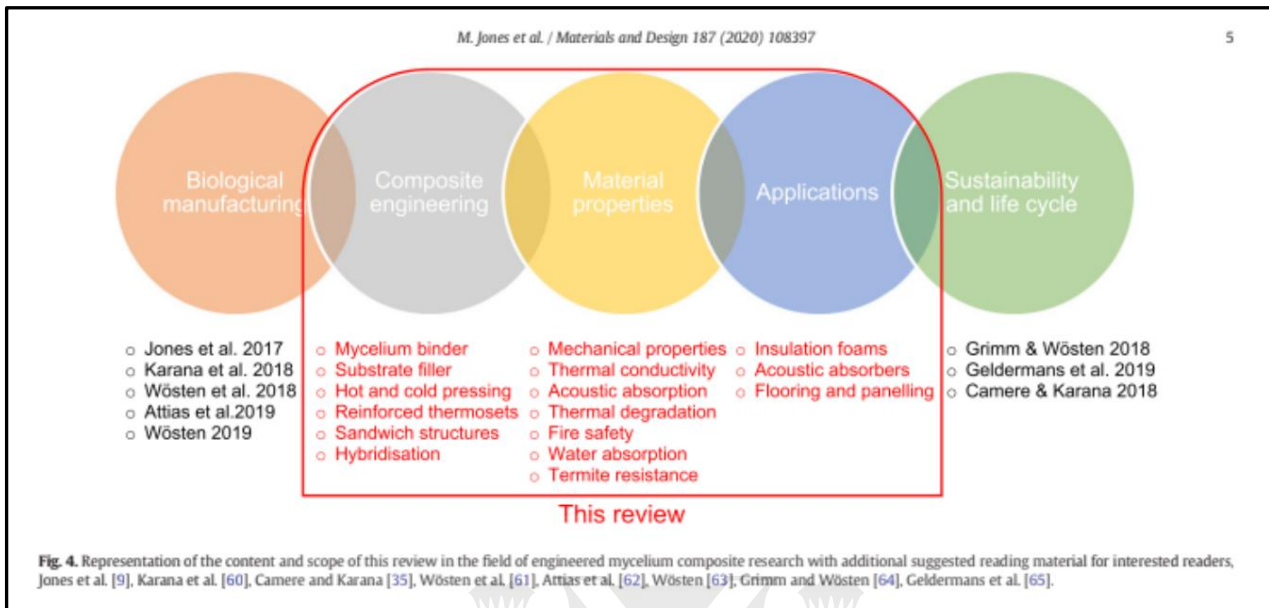 M. Jones et al. / Materials and Design 187 (2020) 108397
5
Biological
manufacturing
Composite
engineering
Material
properties
Applications
Sustainability
and life cycle
Jones et al. 2017
Karana et al. 2018
Wösten et al. 2018
Attias et al.2019
Wösten 2019
Mycelium binder
Substrate filler
Hot and cold pressing
Reinforced thermosets
Sandwich structures
Hybridisation
Mechanical properties
Thermal conductivity
Acoustic absorption
Thermal degradation
Fire safety
Water absorption
Termite resistance
Insulation foams
Acoustic absorbers
Flooring and panelling
Grimm & Wösten 2018
Geldermans et al. 2019
Camere & Karana 2018
This review
Fig. 4. Representation of the content and scope of this review in the field of engineered mycelium composite research with additional suggested reading material for interested readers,
Jones et al. [9], Karana et al. [60], Camere and Karana [35], Wösten et al. [61], Attias et al. [62], Wösten [63], Grimm and Wösten [64], Geldermans et al. [65].